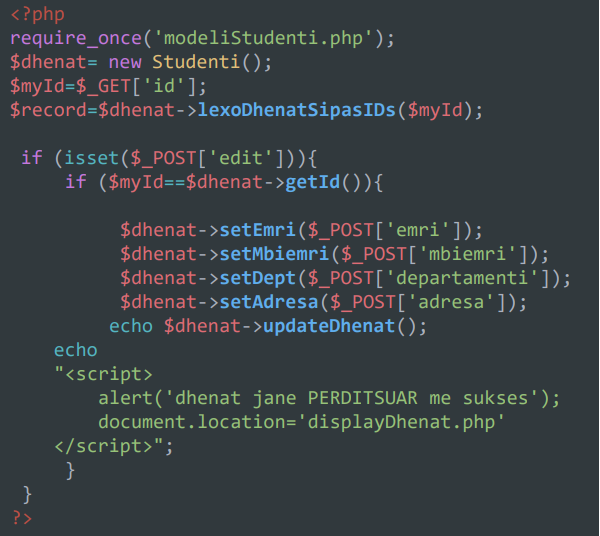 <?php
require_once('modeliStudenti.php');
$dhenat= new Studenti();
$myId=$_GET['id'];
$record=$dhenat->lexoDhenatSipasIDs($myId);
if (isset($_POST['edit'])){
if ($myId==$dhenat->getId()){
$dhenat->setEmri($_POST['emri']);
$dhenat->setMbiemri($_POST['mbiemri']);
$dhenat->setDept($_POST['departamenti']);
$dhenat->setAdresa($_POST['adresa']);
echo $dhenat->updateDhenat();
echo
"<script>
alert('dhenat jane PERDITSUAR me sukses');
document.location='displayDhenat.php'
</script>";
}
}
?>